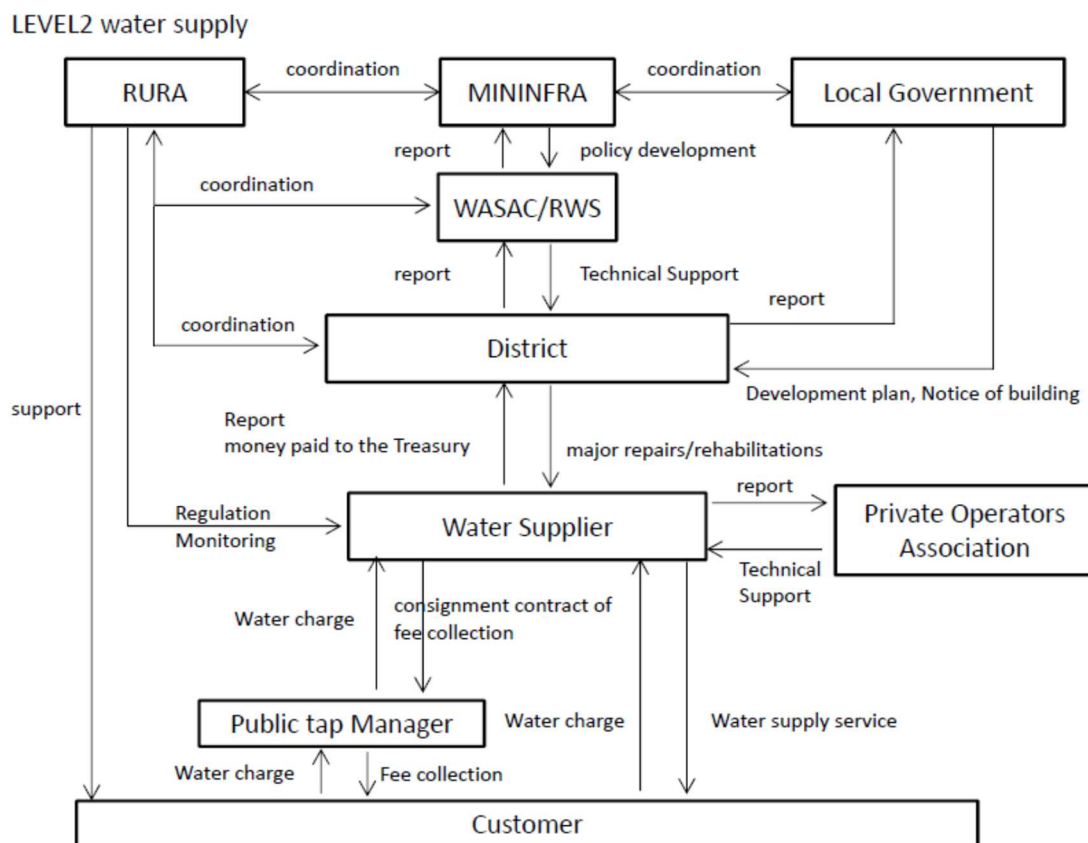 LEVEL2 water supply
coordination
coordination
RURA
MININFRA
Local Government
report
policy development
coordination
WASAC/RWS
report
Technical Support
report
coordination
District
Development plan, Notice of building
support
Report
money paid to the Treasury
major repairs/rehabilitations
report
Regulation
Monitoring
Water Supplier
Private Operators
Association
Technical
Support
Water charge
consignment contract of
fee collection
Public tap Manager
Water charge
Water supply service
Water charge
Fee collection
Customer